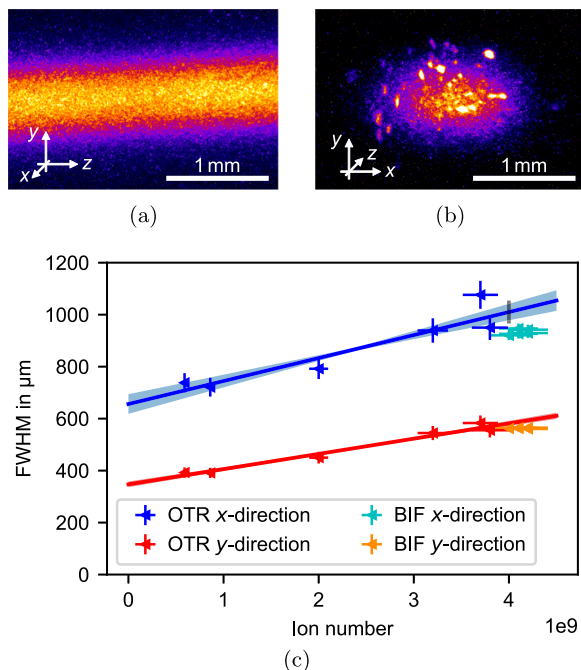 y
x
z
1 mm
(a)
y
z
x
1 mm
(b)
FWHM in µm
1200
1000
800
600
400
200
0
OTR x-direction
OTR y-direction
BIF x-direction
BIF y-direction
0
1
2
3
4
1e9
Ion number
(c)